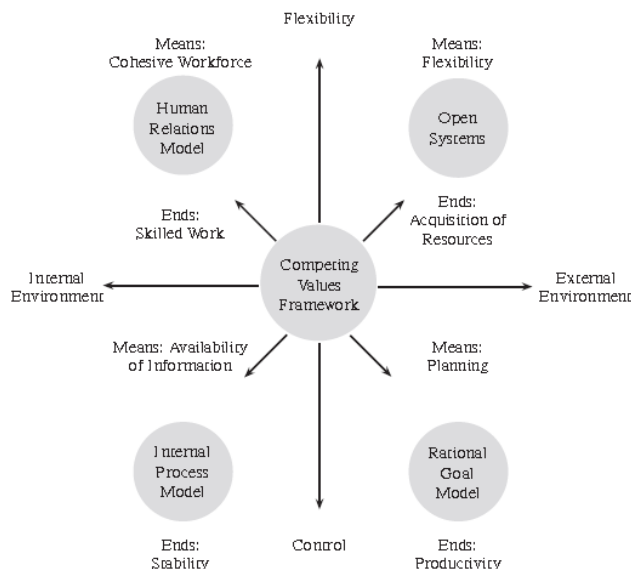 Flexibility
Means:
Cohesive Workforce
Means:
Flexibility
Human
Relations
Model
Open
Systems
Ends:
Skilled Work
Ends:
Acquisition of
Resources
Internal
Environment
Competing
Values
Framework
External
Environment
Means: Availability
of Information
Means:
Planning
Internal
Process
Model
Rational
Goal
Model
Ends:
Stability
Control
Ends:
Productivity